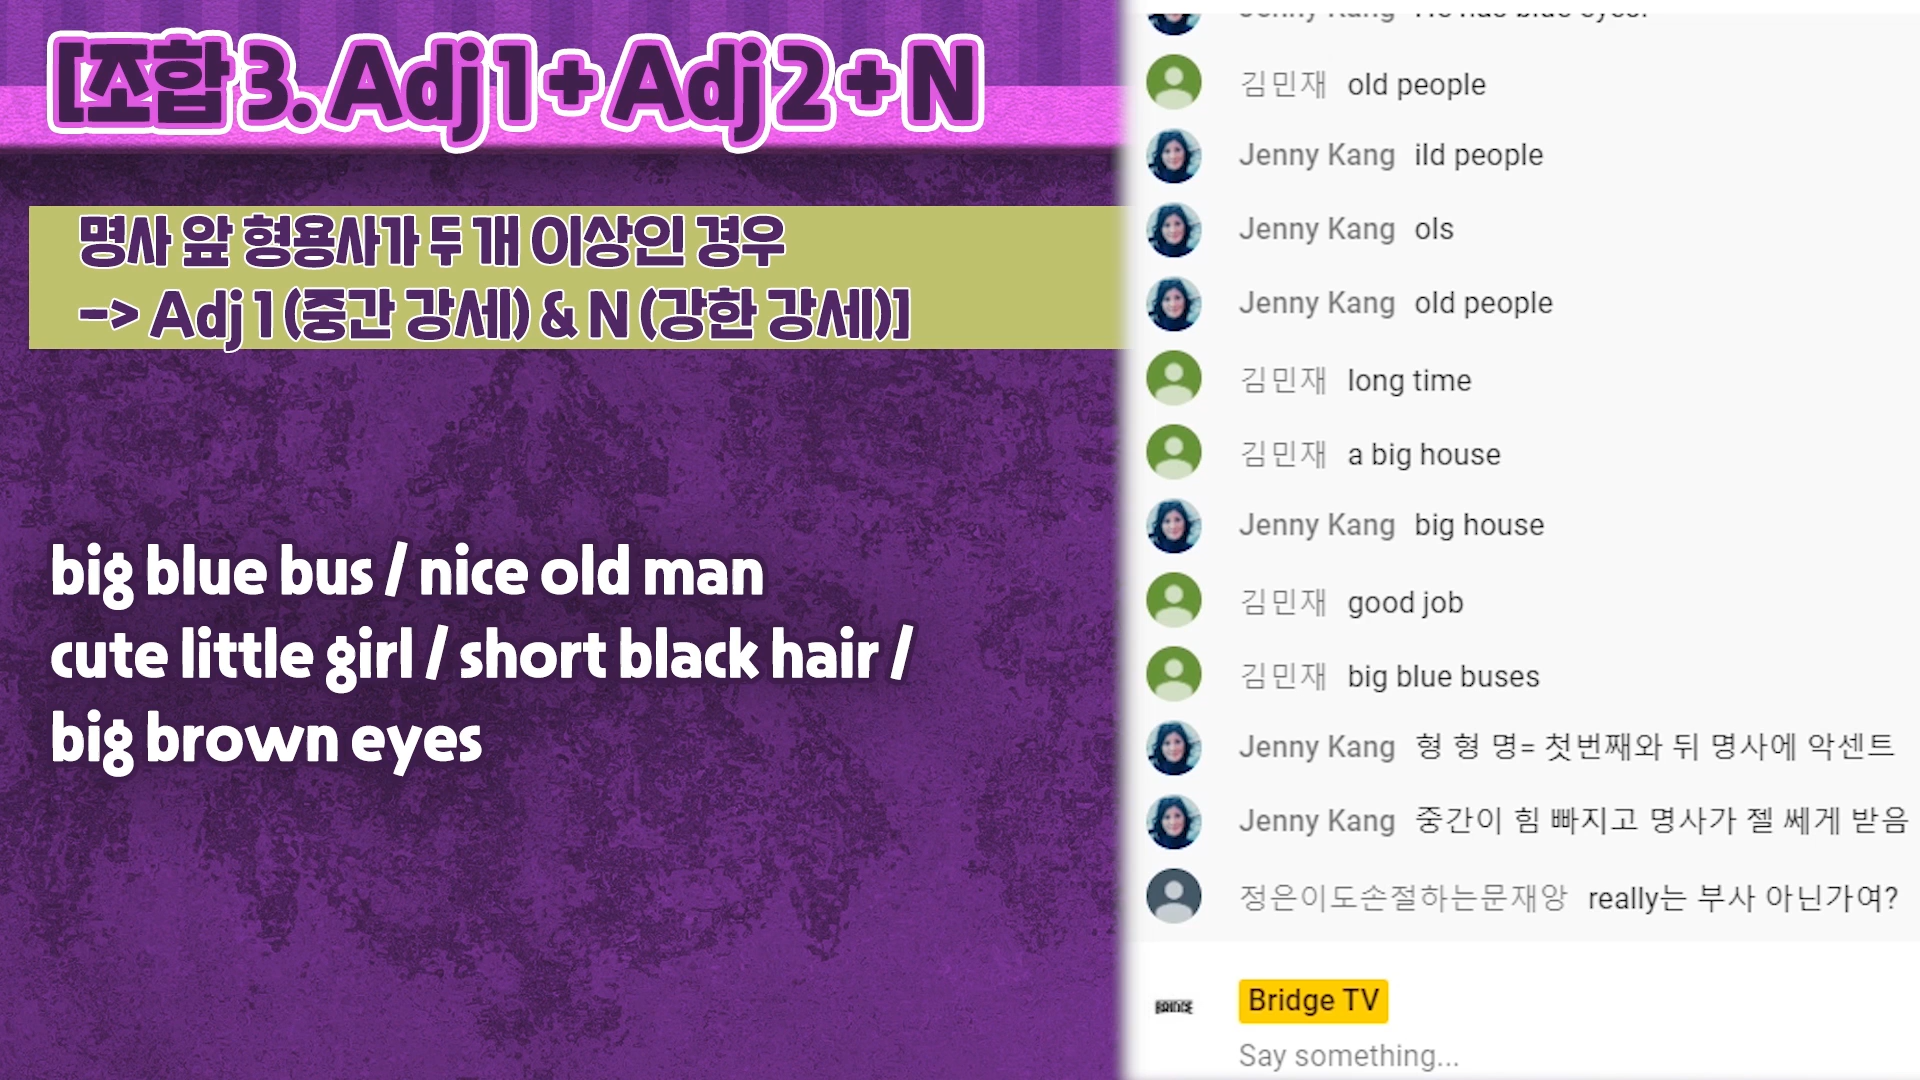 [조합 3. Adj 1 + Adj 2 + N
명사 앞 형용사가 두 개 이상인 경우
-> Adj 1 (중간 강세) & N (강한 강세)]
big blue bus / nice old man
cute little girl / short black hair /
big brown eyes
김민재 old people
Jenny Kang ild people
Jenny Kang ols
Jenny Kang old people
김민재 long time
김민재 a big house
Jenny Kang big house
김민재 good job
김민재 big blue buses
Jenny Kang 형 형 명= 첫번째와 뒤 명사에 악센트
Jenny Kang 중간이 힘 빠지고 명사가 젤 쎄게 받음
정은이도손절하는문재앙 really는 부사 아닌가여?
BRIDGE Bridge TV
Say something...